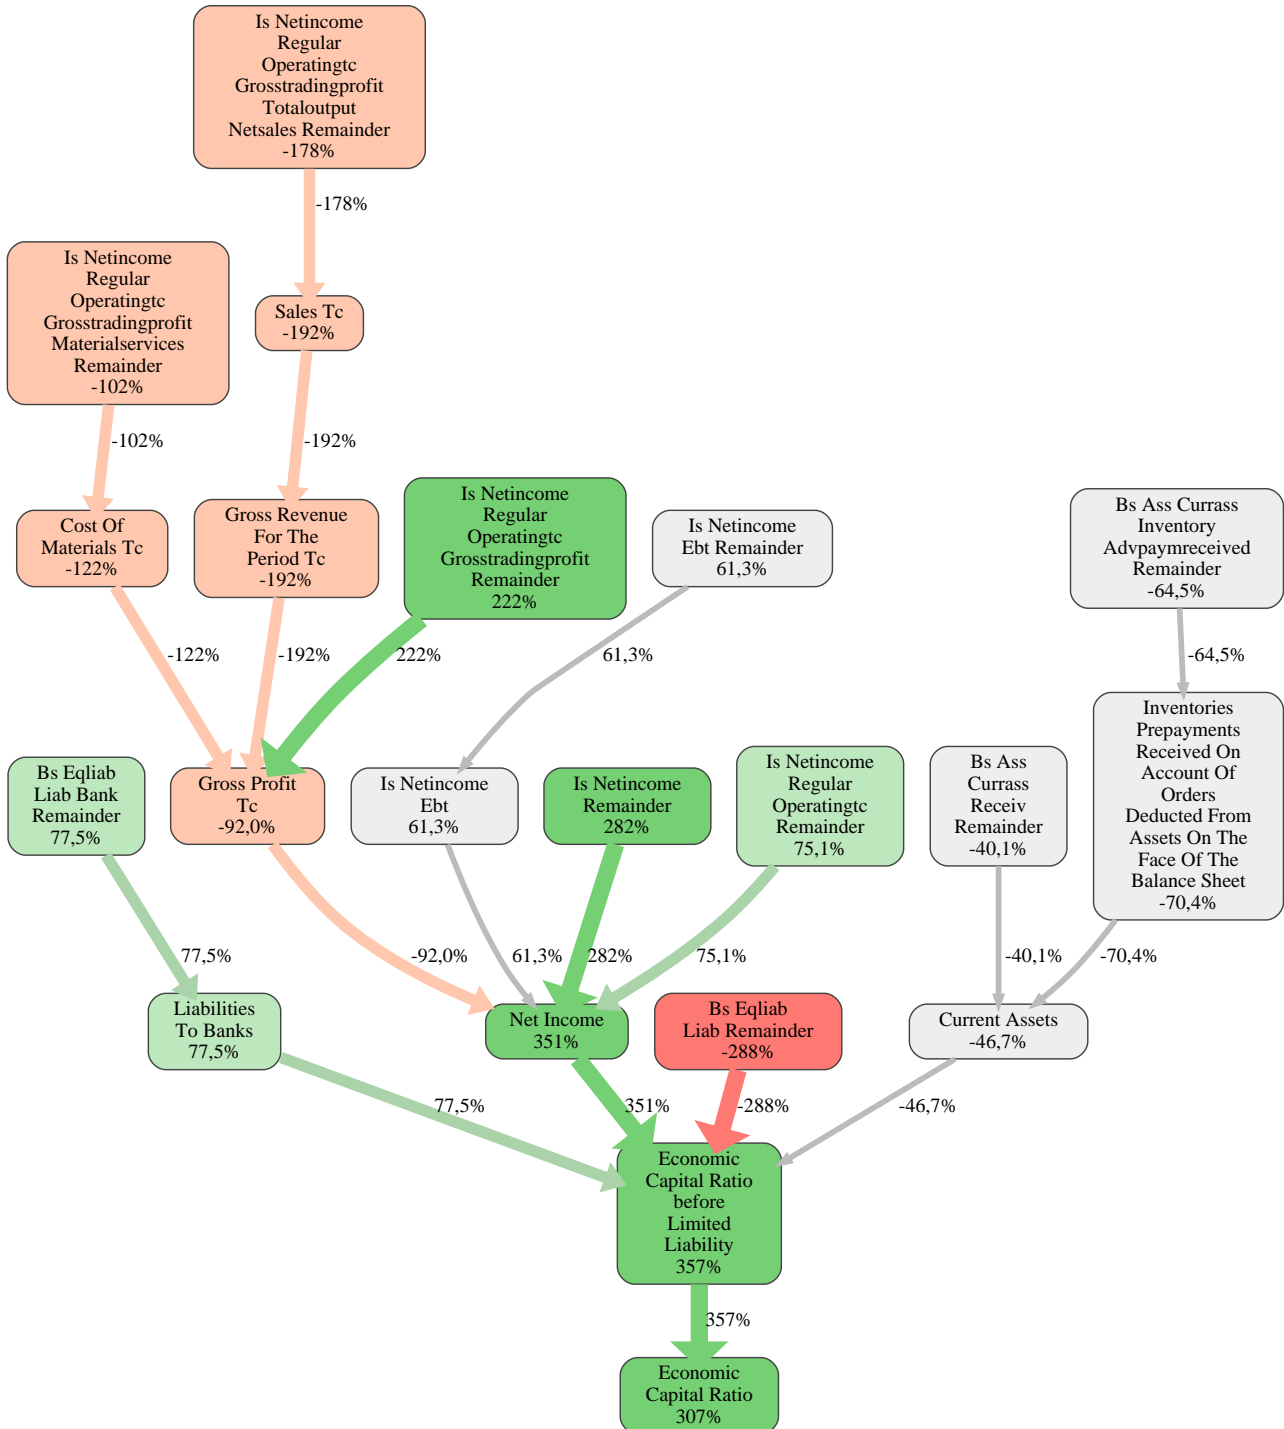 Is Netincome
Regular
Operatingtc
Grosstradingprofit
Totaloutput
Netsales Remainder
-178%
-178%
Is Netincome
Regular
Operatingtc
Grosstradingprofit
Materialservices
Remainder
-102%
Sales Tc
-192%
-102%
-192%
Is Netincome
Regular
Operatingtc
Grosstradingprofit
Remainder
222%
Bs Ass Currass
Inventory
Advpaymreceived
Remainder
-64,5%
Cost Of
Materials Tc
-122%
Gross Revenue
For The
Period Tc
-192%
Is Netincome
Ebt Remainder
61,3%
-122%
-192%
222%
61,3%
-64,5%
Inventories
Prepayments
Received On
Account Of
Orders
Deducted From
Assets On The
Face Of The
Balance Sheet
-70,4%
Bs Eqliab
Liab Bank
Remainder
77,5%
Gross Profit
Tc
-92,0%
Is Netincome
Ebt
61,3%
Is Netincome
Remainder
282%
Is Netincome
Regular
Operatingtc
Remainder
75,1%
Bs Ass
Currass
Receiv
Remainder
-40,1%
77,5%
-92,0%
61,3%
282%
75,1%
-40,1%
-70,4%
Liabilities
To Banks
77,5%
Net Income
351%
Bs Eqliab
Liab Remainder
-288%
Current Assets
-46,7%
77,5%
351%
-288%
-46,7%
Economic
Capital Ratio
before
Limited
Liability
357%
357%
Economic
Capital Ratio
307%